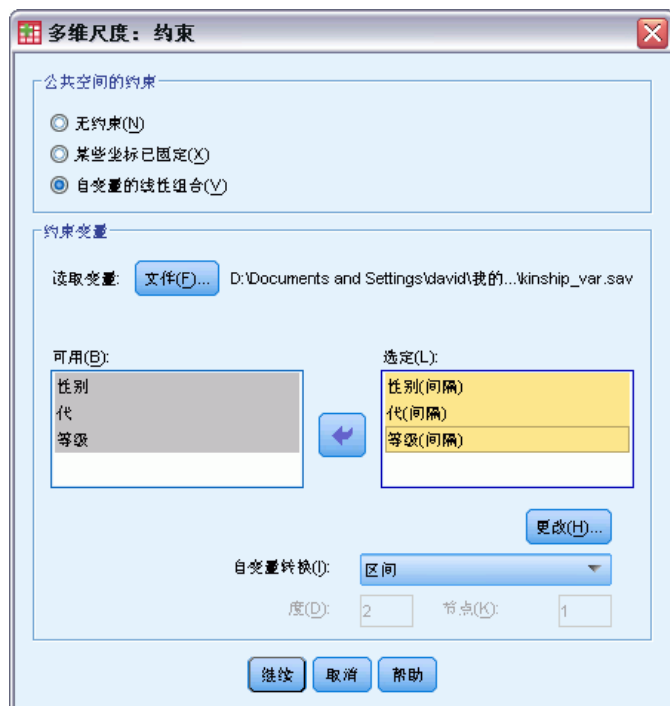 多维尺度：约束
公共空间的约束
无约束(N)
某些坐标已固定(X)
自变量的线性组合(V)
约束变量
读取变量: 文件(F)... D:\Documents and Settings\david\我的...\kinship_var.sav
可用(B): 选定(L):
性别 性别(间隔)
代 代(间隔)
等级 等级(间隔)
更改(H)...
自变量转换(I): 区间
度(D): 2 节点(K): 1
继续 取消 帮助